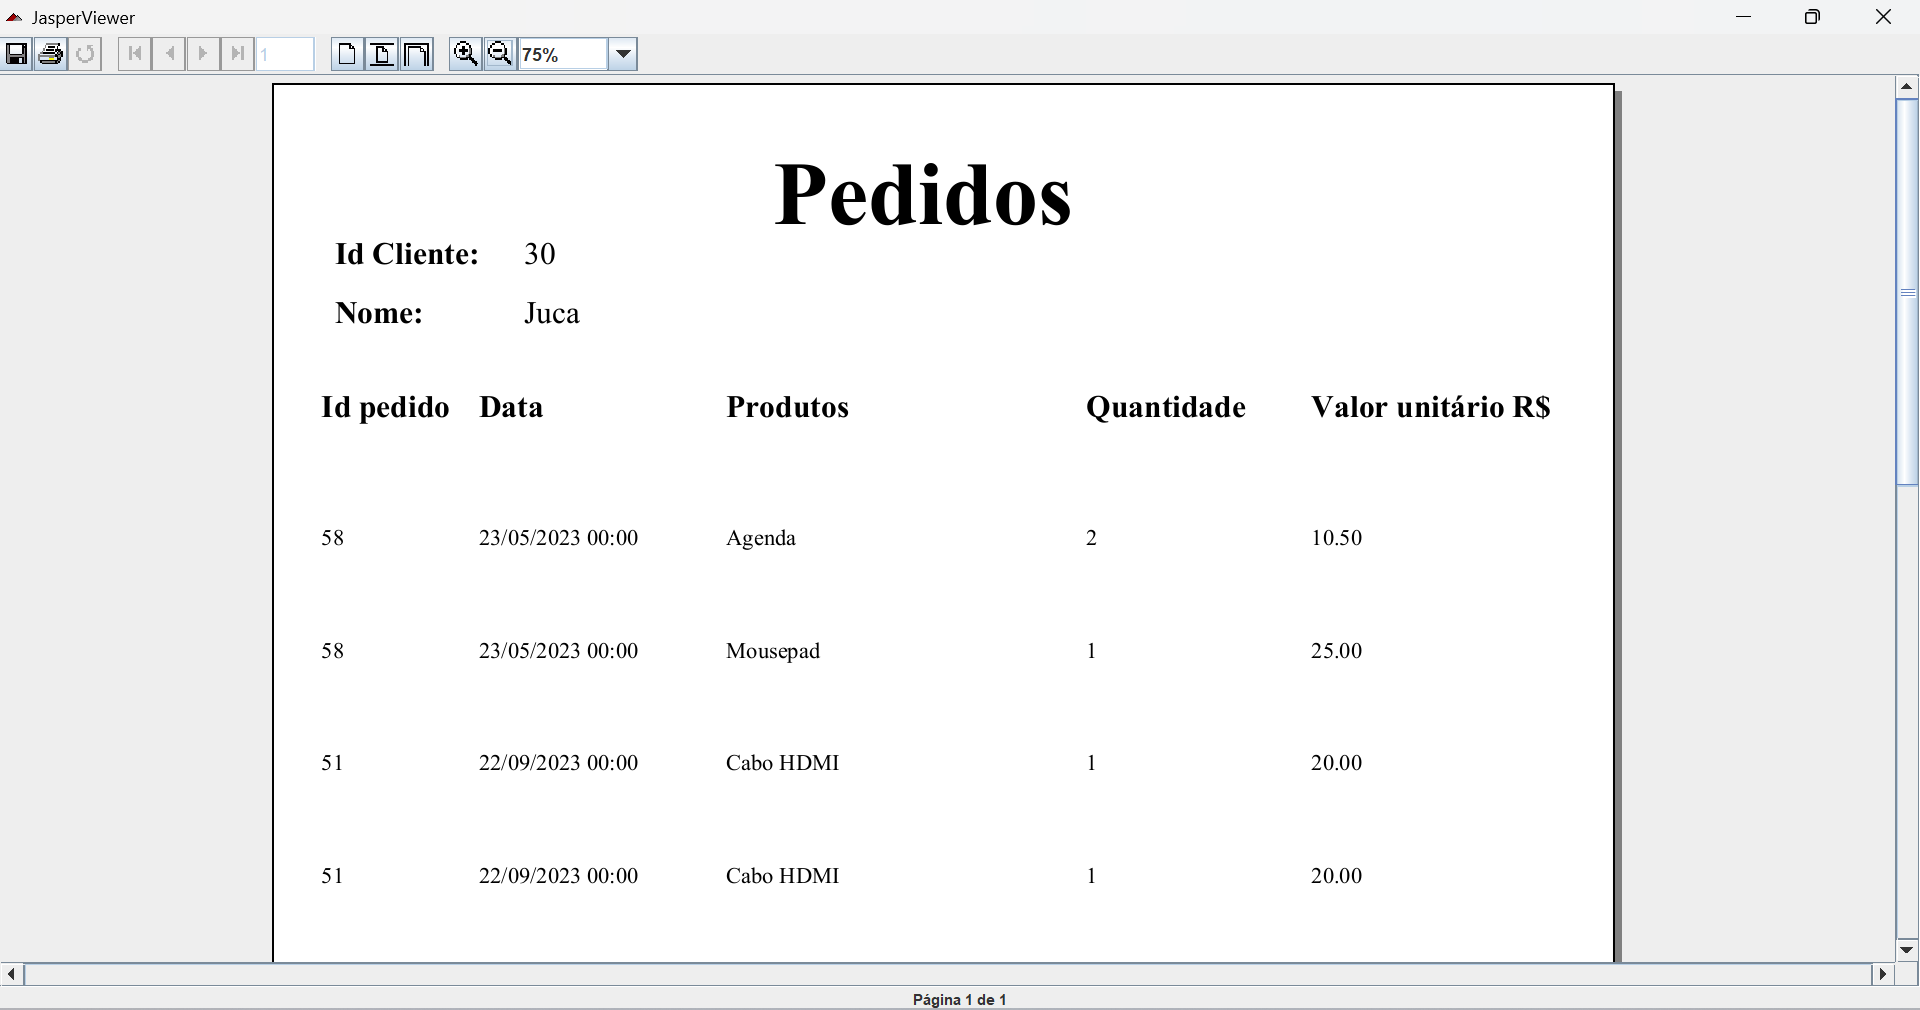 JasperViewer
1
75%
Pedidos
Id Cliente: 30
Nome: Juca
Id pedido Data Produtos Quantidade Valor unitário R$
58 23/05/2023 00:00 Agenda 2 10.50
58 23/05/2023 00:00 Mousepad 1 25.00
51 22/09/2023 00:00 Cabo HDMI 1 20.00
51 22/09/2023 00:00 Cabo HDMI 1 20.00
Página 1 de 1